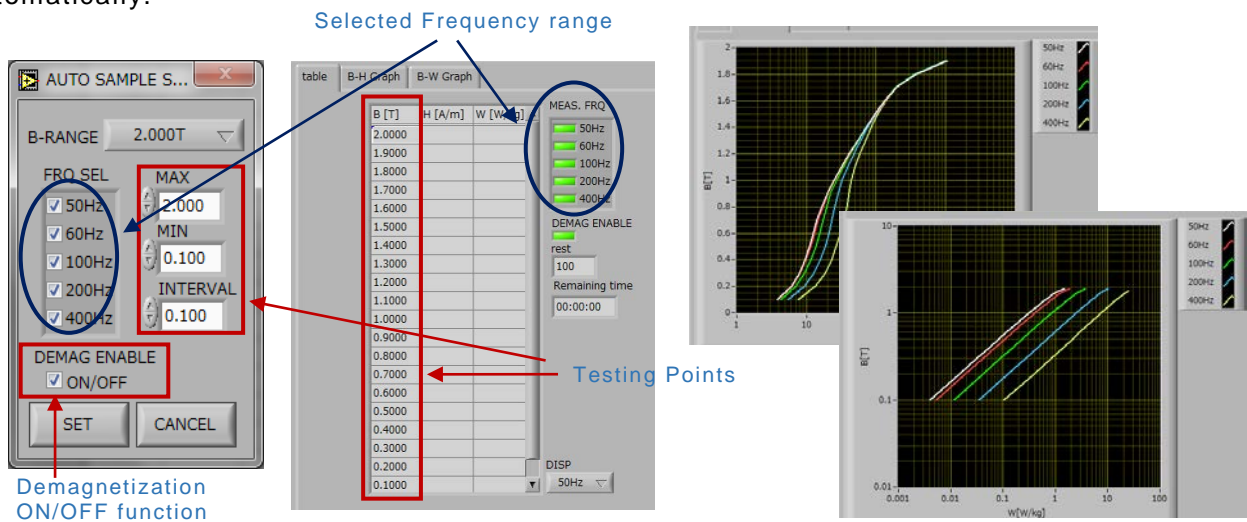 omatically.
Selected Frequency range
AUTO SAMPLE S...
B-RANGE 2.000T
FRQ SEL
50Hz
60Hz
100Hz
200Hz
400Hz
MAX
2.000
MIN
0.100
INTERVAL
0.100
DEMAG ENABLE
ON/OFF
SET CANCEL
Demagnetization
ON/OFF function
table B-H Graph B-W Graph
B [T] H [A/m] W [W/kg]
2.0000
1.9000
1.8000
1.7000
1.6000
1.5000
1.4000
1.3000
1.2000
1.1000
1.0000
0.9000
0.8000
0.7000
0.6000
0.5000
0.4000
0.3000
0.2000
0.1000
MEAS. FRQ
50Hz
60Hz
100Hz
200Hz
400Hz
DEMAG ENABLE
rest
100
Remaining time
00:00:00
DISP
50Hz
Testing Points
2-
1.8-
1.6-
1.4-
1.2-
1-
0.8-
0.6-
0.4-
0.2-
0-
B[T]
1 10
50Hz
60Hz
100Hz
200Hz
400Hz
10-
1-
0.1-
0.01-
B[T]
0.001 0.01 0.1 1 10 100
W[W/kg]
50Hz
60Hz
100Hz
200Hz
400Hz